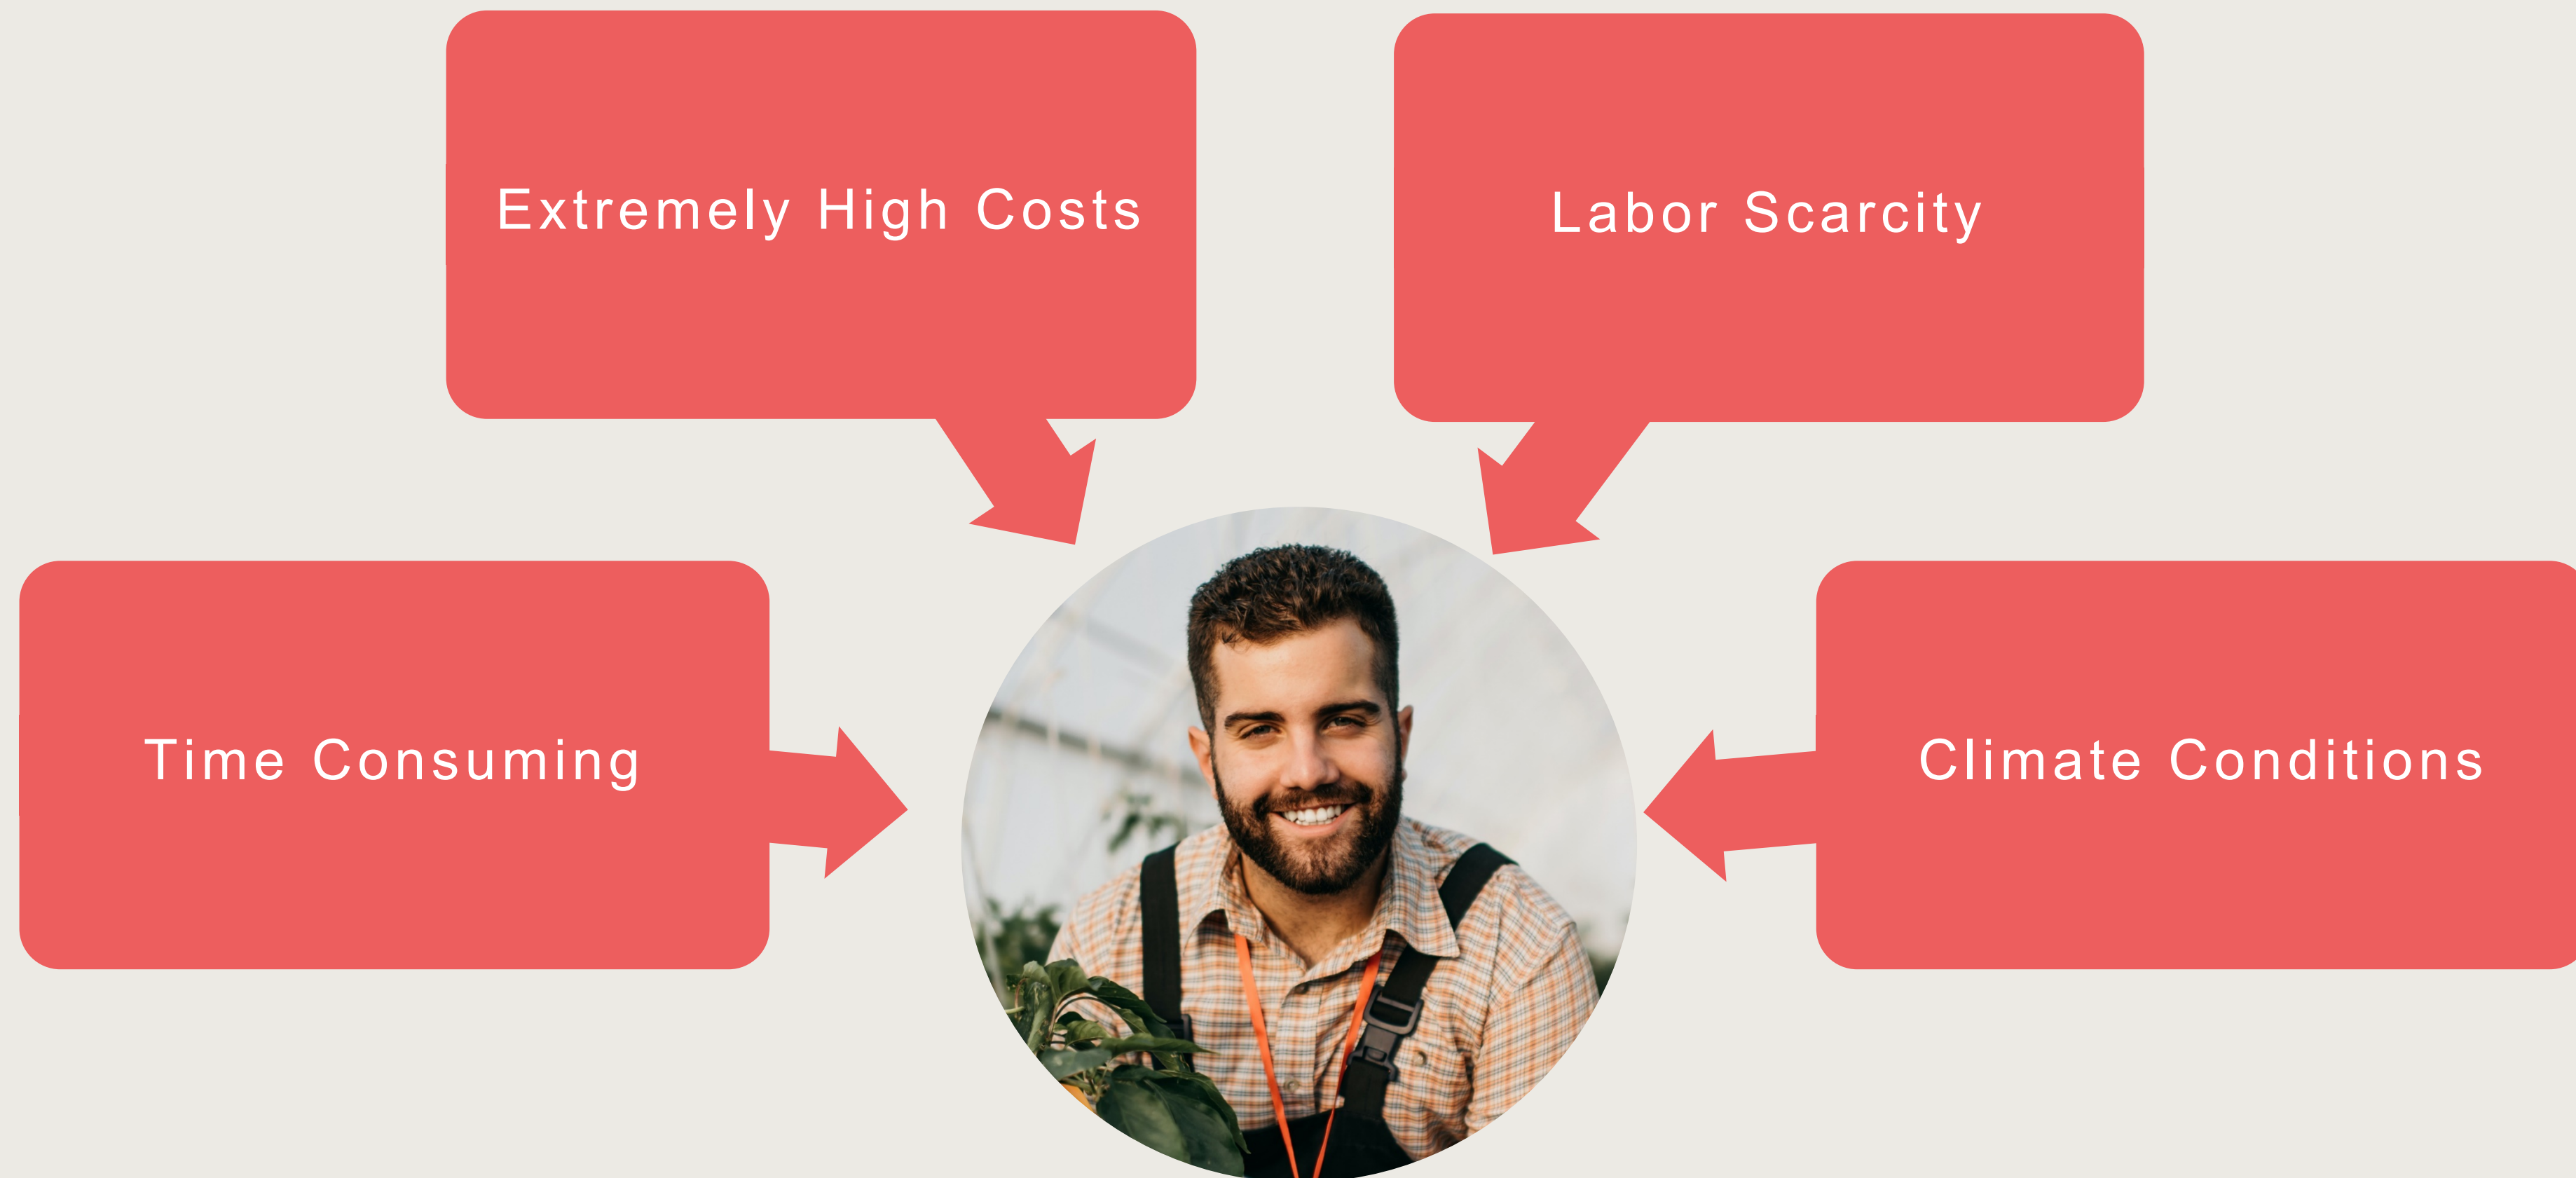 Extremely High Costs
Labor Scarcity
Time Consuming
Climate Conditions